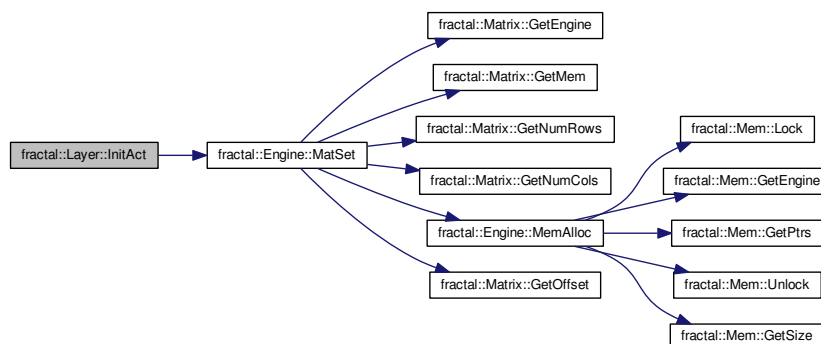 fractal::Layer::InitAct
fractal::Engine::MatSet
fractal::Matrix::GetEngine
fractal::Matrix::GetMem
fractal::Matrix::GetNumRows
fractal::Matrix::GetNumCols
fractal::Engine::MemAlloc
fractal::Matrix::GetOffset
fractal::Mem::Lock
fractal::Mem::GetEngine
fractal::Mem::GetPtrs
fractal::Mem::Unlock
fractal::Mem::GetSize